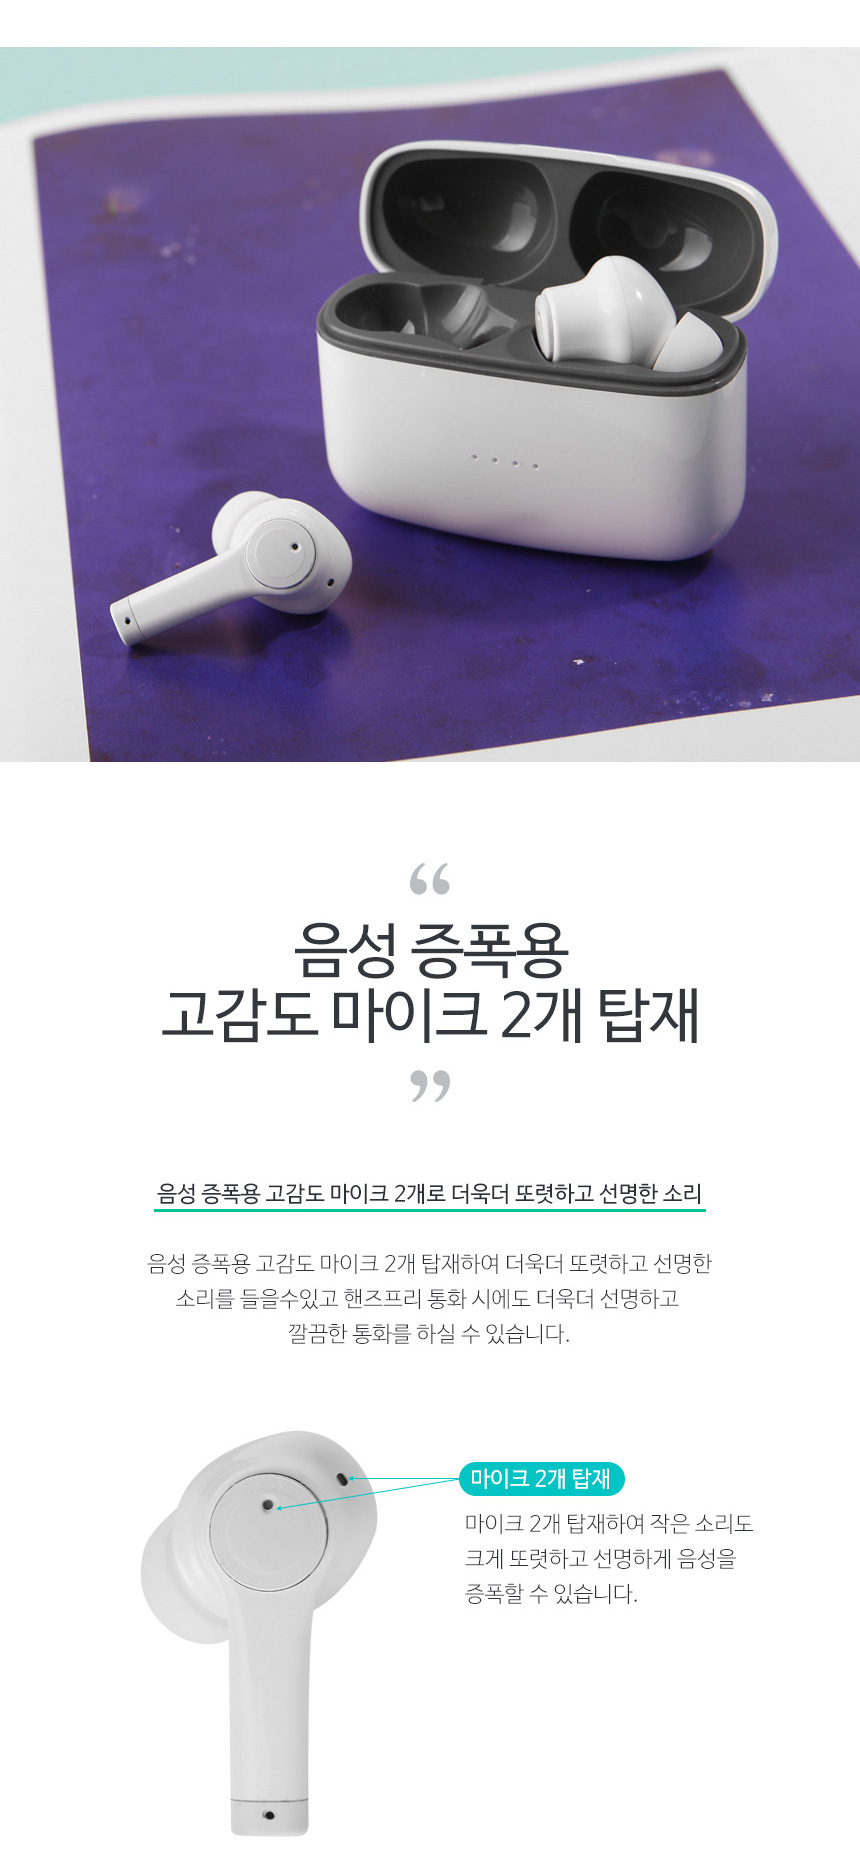 “
음성 증폭용
고감도 마이크 2개 탑재
”
음성 증폭용 고감도 마이크 2개로 더욱더 또렷하고 선명한 소리
음성 증폭용 고감도 마이크 2개 탑재하여 더욱더 또렷하고 선명한
소리를 들을수있고 핸즈프리 통화 시에도 더욱더 선명하고
깔끔한 통화를 하실 수 있습니다.
마이크 2개 탑재
마이크 2개 탑재하여 작은 소리도
크게 또렷하고 선명하게 음성을
증폭할 수 있습니다.